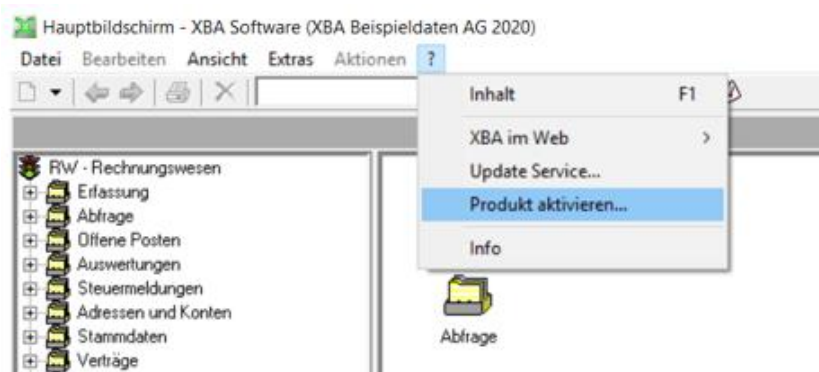 Hauptbildschirm - XBA Software (XBA Beispieldaten AG 2020)
Datei Bearbeiten Ansicht Extras Aktionen ?
Inhalt F1
XBA im Web
Update Service...
Produkt aktivieren...
Info
RW - Rechnungswesen
Erfassung
Abfrage
Offene Posten
Auswertungen
Steuermeldungen
Adressen und Konten
Stammdaten
Verträge
Abfrage